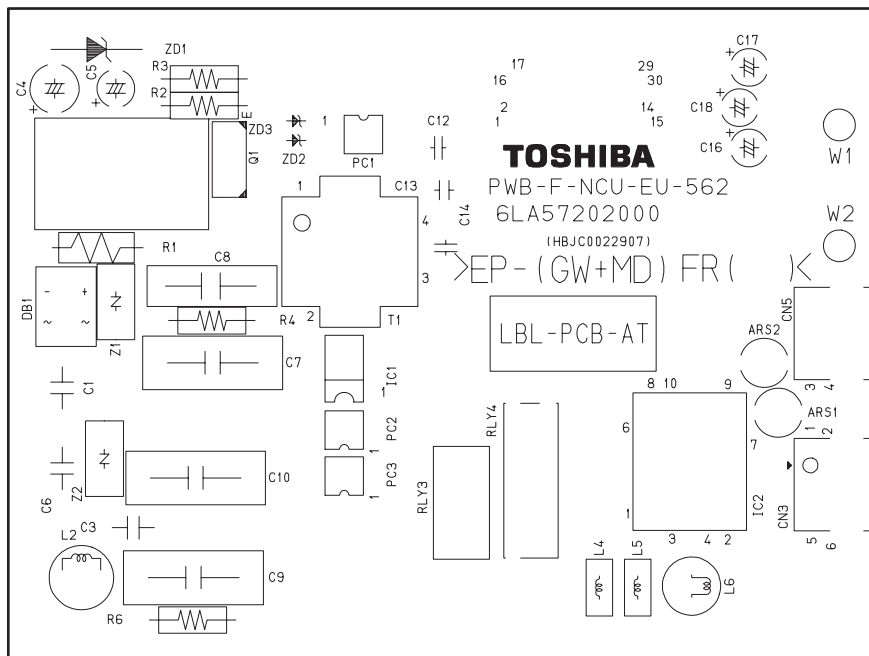 ZD1
C17
C4
C5
R3
17
29
16
30
R2
2
14
C18
E
ZD3
1
C12
1
15
Q1
ZD2
PC1
C16
W1
TOSHIBA
1
C13
PWB-F-NCU-EU-562
4
C14
6LA57202000
W2
(HBJC0022907)
R1
C8
3
>EP-(GW+MD) FR( )<
DB1
-
+
~
~
Z1
R4
2
T1
LBL-PCB-AT
CN5
ARS2
C7
1
IC1
8
10
9
3
4
C1
RLY4
ARS1
6
PC2
1
1
2
7
C6
Z2
C10
PC3
1
RLY3
1
IC2
CN3
L2
C3
3
4
2
5
6
L4
L5
C9
L6
R6